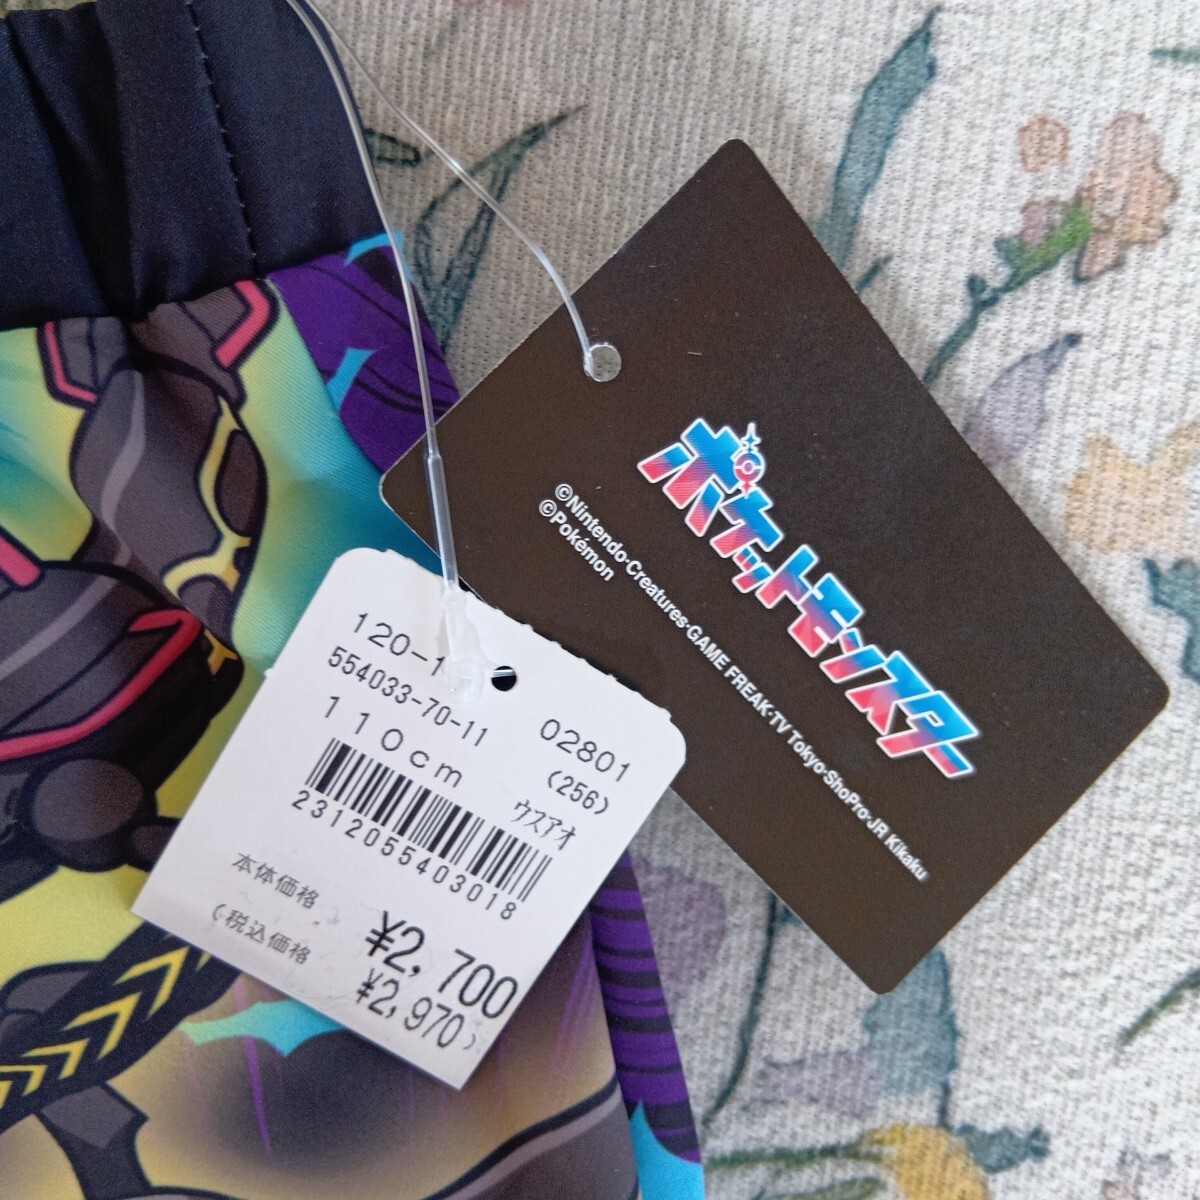 ポケットモンスター
©Nintendo·Creatures·GAME FREAK·TV Tokyo·ShoPro·JR Kikaku
©Pokémon
554033-70-11
02801
110cm
(256)
ウスアオ
2312055403018
本体価格
¥2,700
(税込価格
¥2,970)